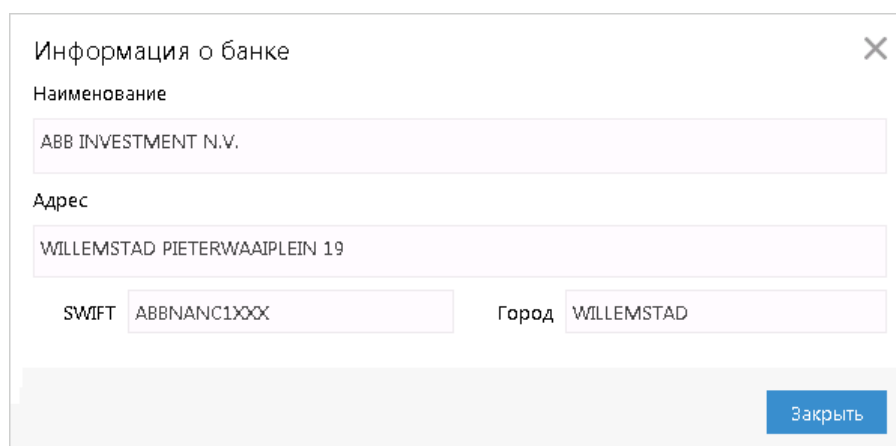 Информация о банке
Наименование
ABB INVESTMENT N.V.
Адрес
WILLEMSTAD PIETERWAAIPLEIN 19
SWIFT ABBNANC1XXX Город WILLEMSTAD
Закрыть